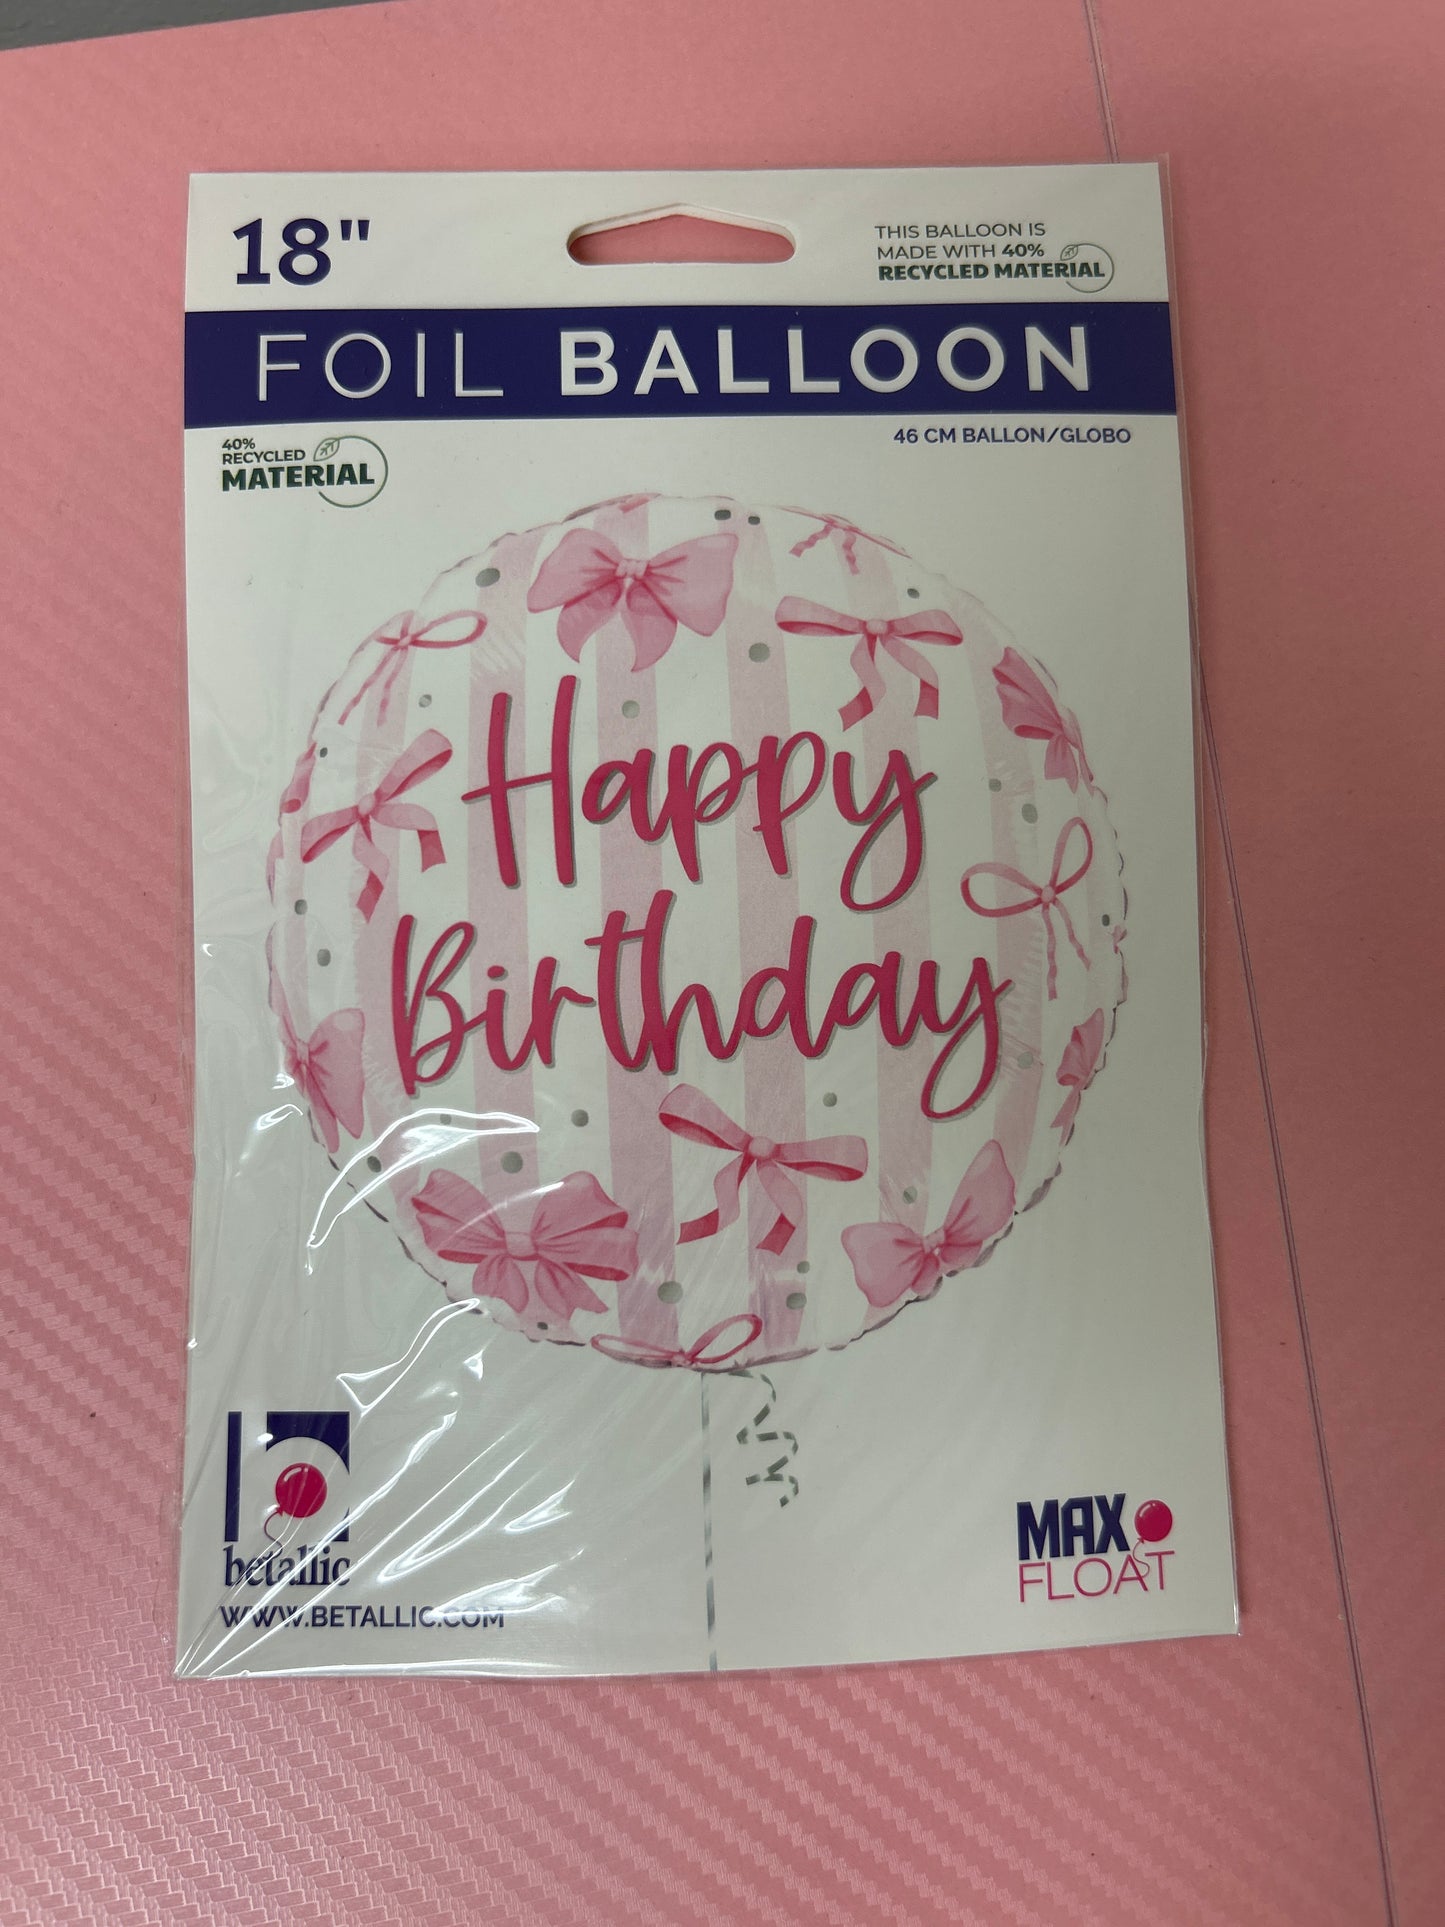 18"
THIS BALLOON IS
MADE WITH 40%
RECYCLED MATERIAL
FOIL BALLOON
46 CM BALLON/GLOBO
40%
RECYCLED
MATERIAL
Happy
Birthday
betallic
WWW.BETALLIC.COM
MAX
FLOAT